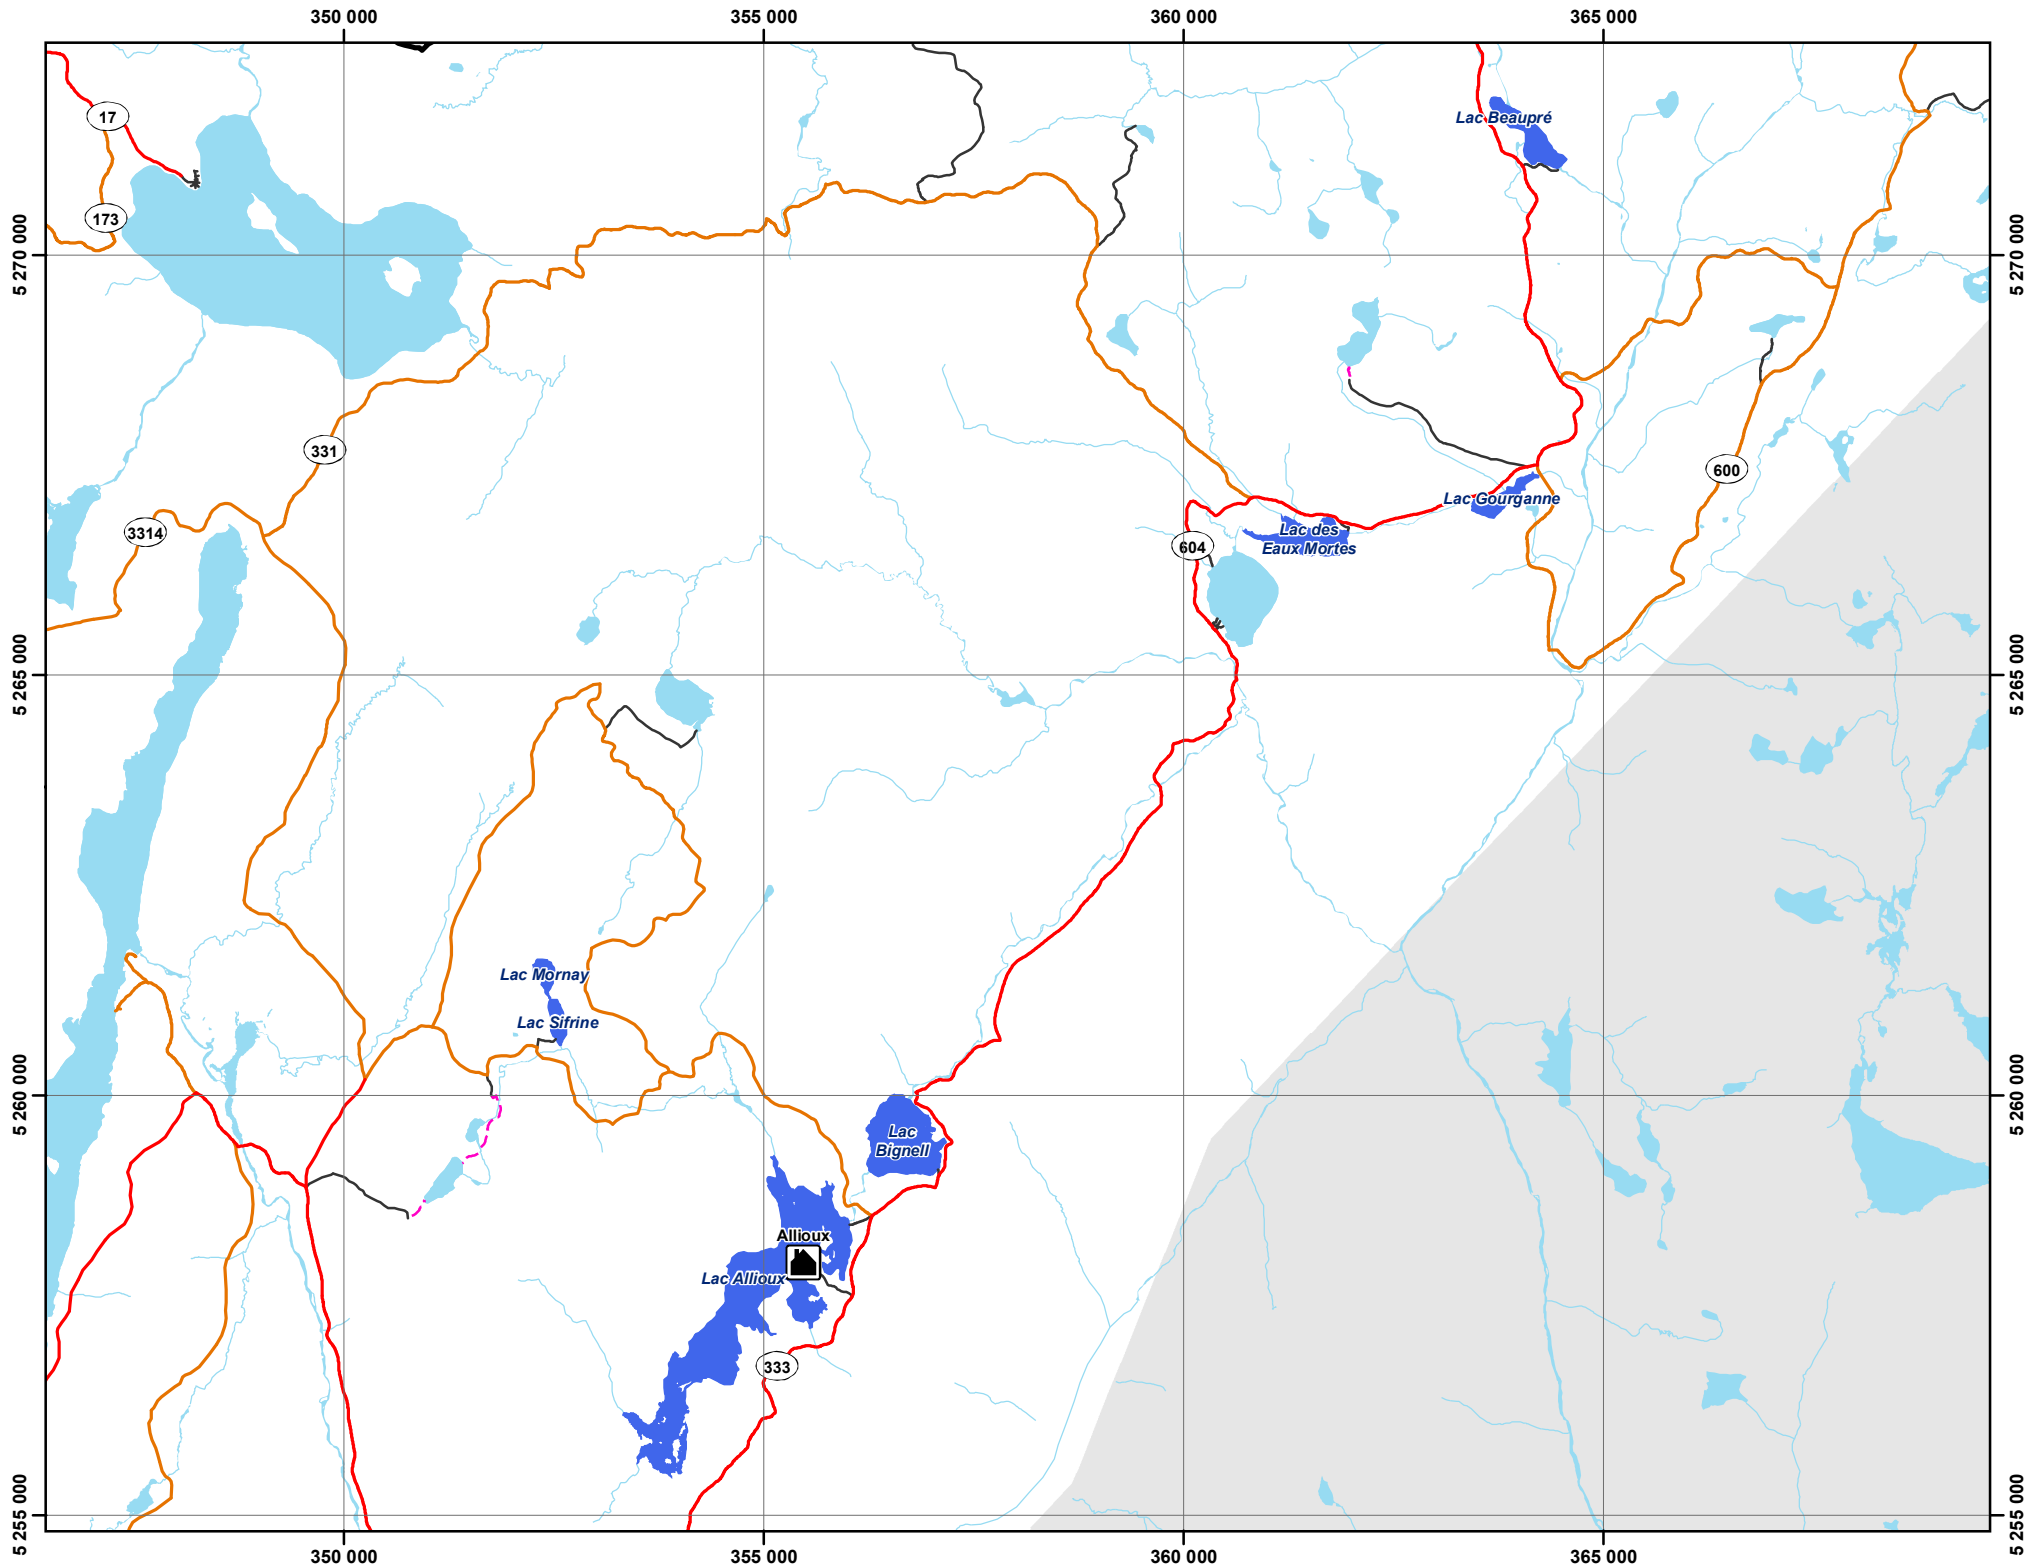 350 000
355 000
360 000
365 000
17
Lac Beaupré
173
5 270 000
5 270 000
331
600
Lac Gourganne
3314
Lac des
Eaux Mortes
604
5 265 000
5 265 000
Lac Mornay
Lac Sifrine
5 260 000
5 260 000
Lac
Bignell
Allioux
Lac Allioux
333
5 255 000
5 255 000
350 000
355 000
360 000
365 000